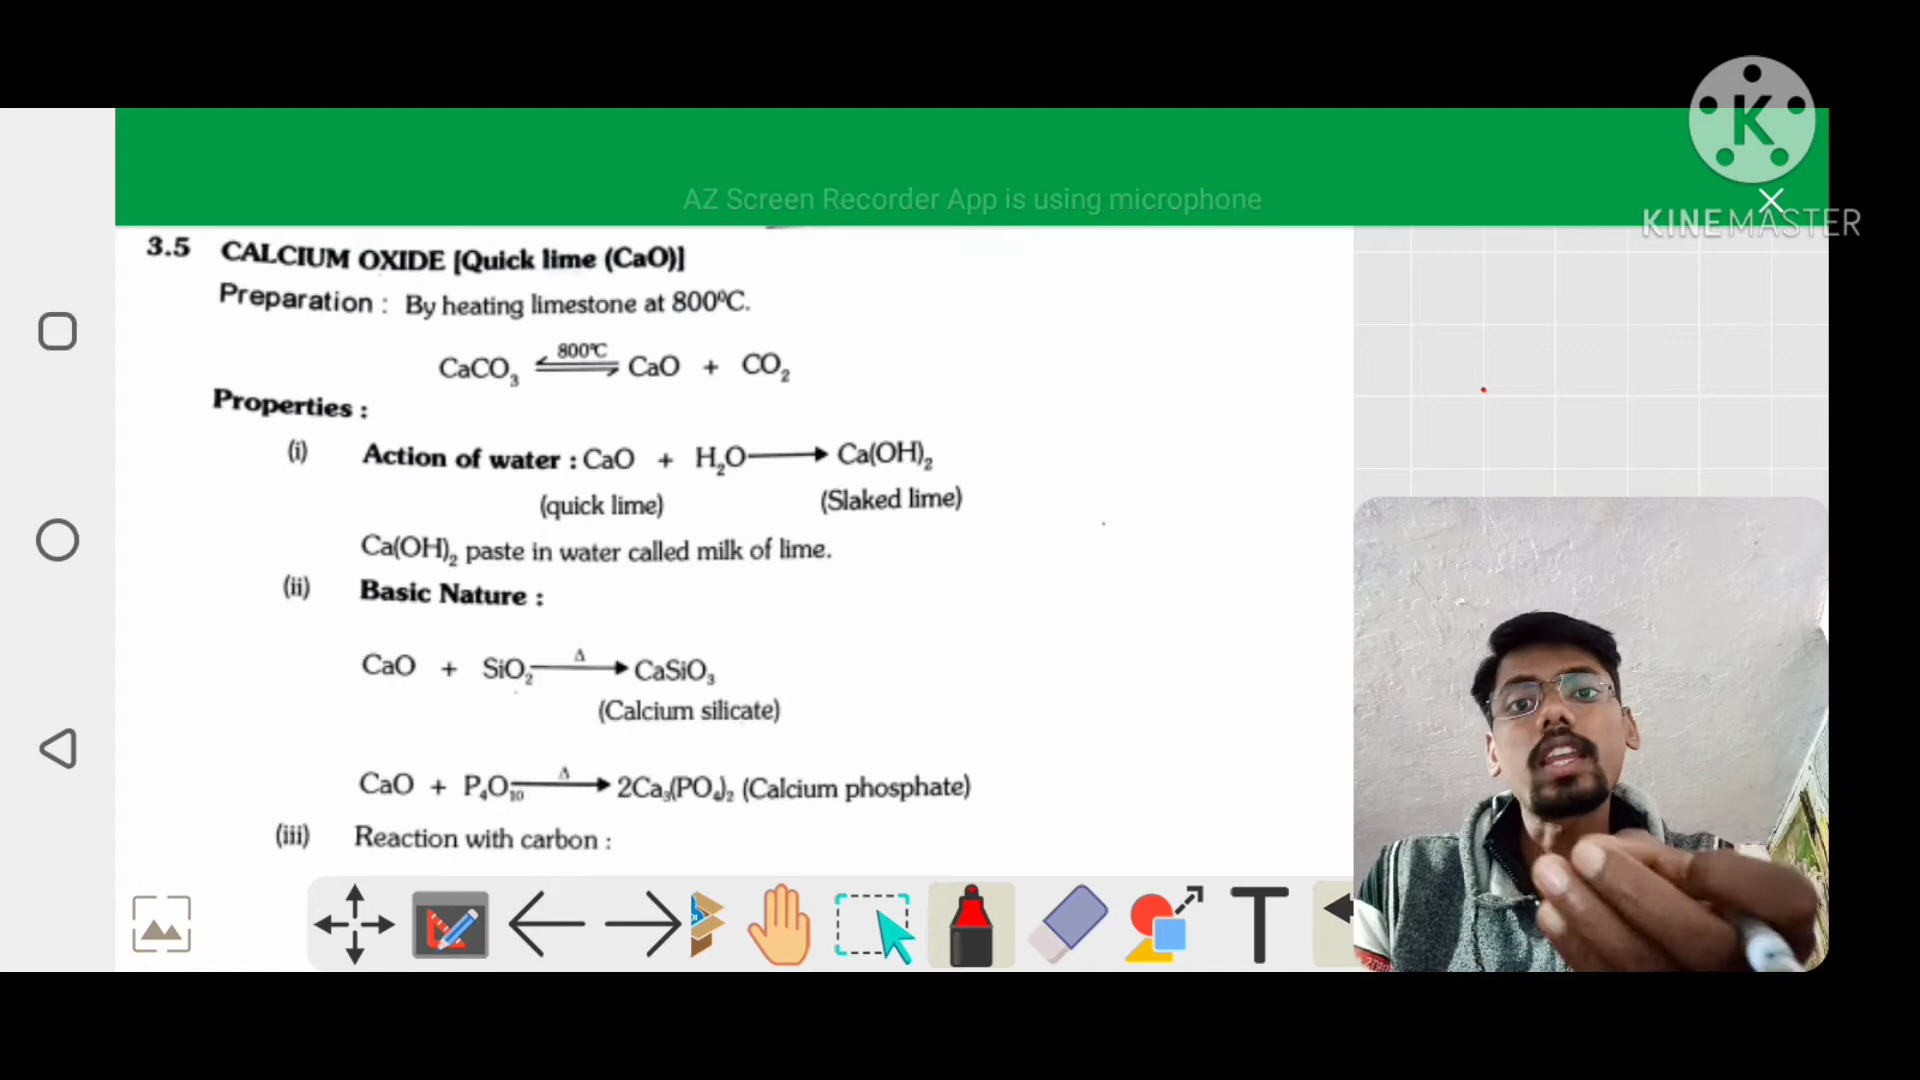 K
AZ Screen Recorder App is using microphone
KINEMASTER
3.5 CALCIUM OXIDE [Quick lime (CaO)]
Preparation : By heating limestone at 800⁰C.
CaCO₃ ⇌ 800℃ CaO + CO₂
Properties :
(i) Action of water : CaO + H₂O ⟶ Ca(OH)₂
(quick lime) (Slaked lime)
Ca(OH)₂ paste in water called milk of lime.
(ii) Basic Nature :
CaO + SiO₂ —Δ→ CaSiO₃
(Calcium silicate)
CaO + P₄O₁₀ —Δ→ 2Ca₃(PO₄)₂ (Calcium phosphate)
(iii) Reaction with carbon :
T